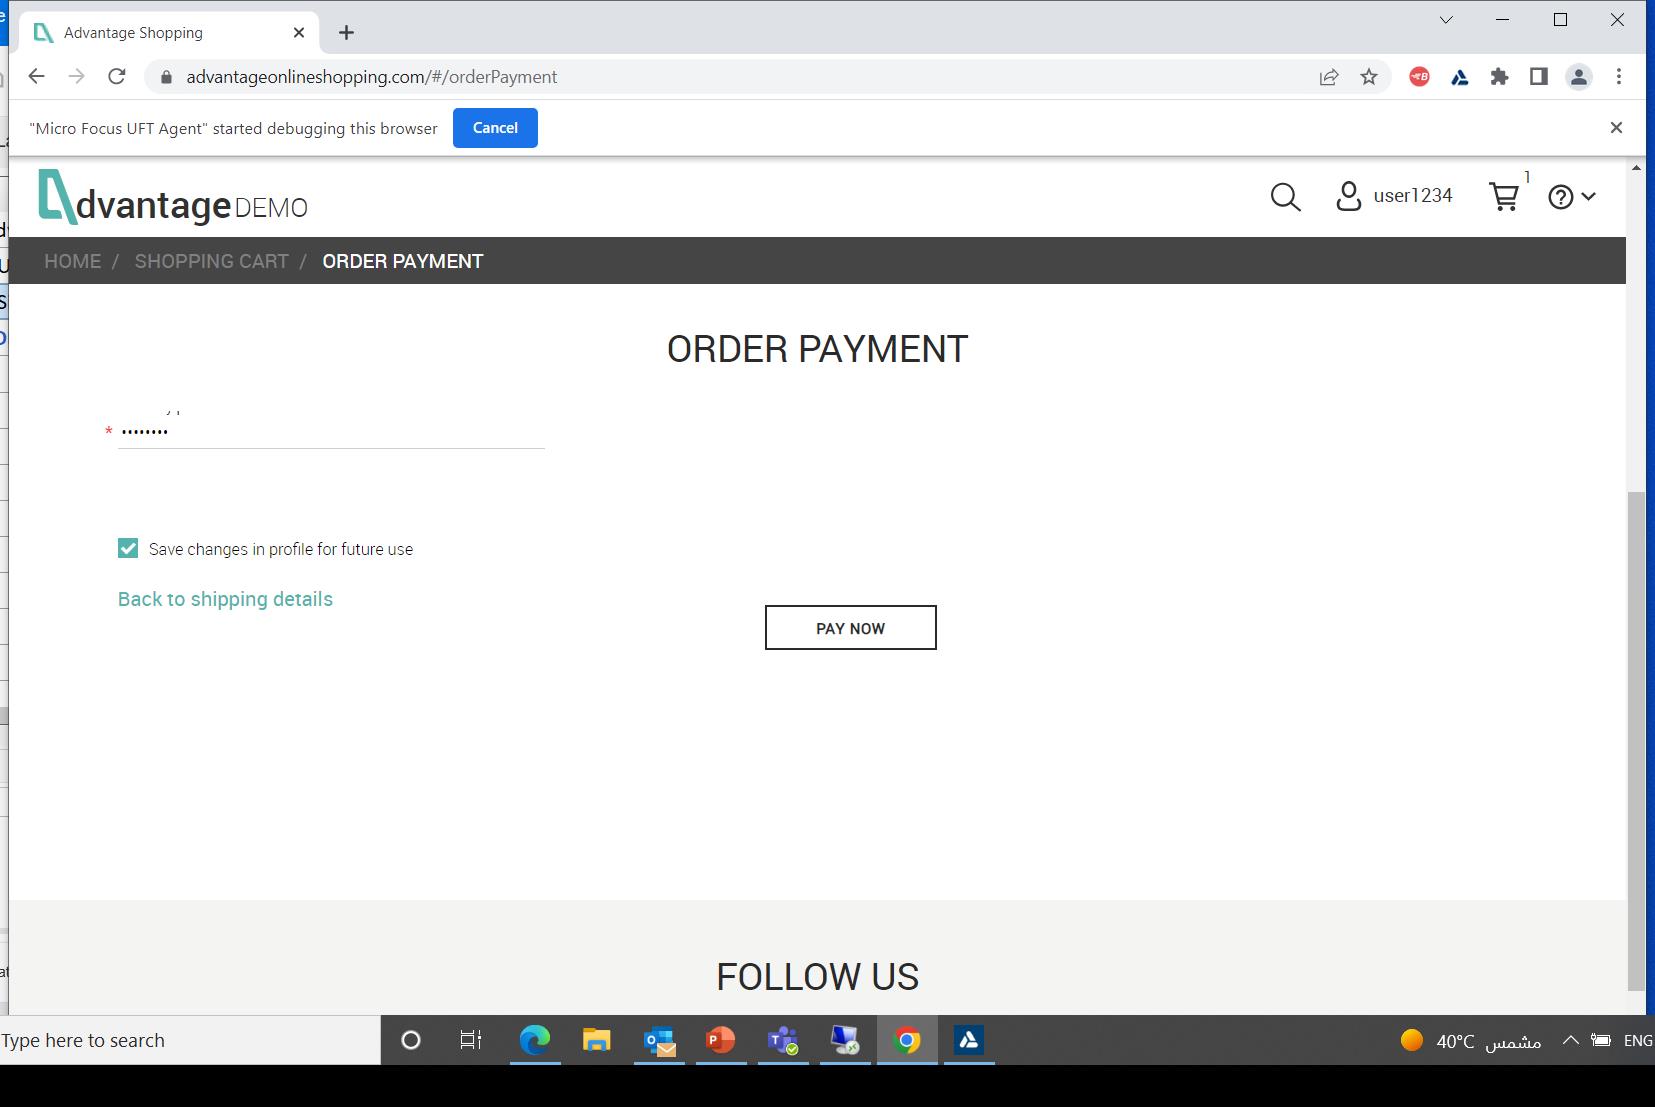 Advantage Shopping
advantageonlineshopping.com/#/orderPayment
"Micro Focus UFT Agent" started debugging this browser
Cancel
dvantage DEMO
user1234
1
HOME / SHOPPING CART / ORDER PAYMENT
ORDER PAYMENT
* ••••••••
Save changes in profile for future use
Back to shipping details
PAY NOW
FOLLOW US
Type here to search
40°C مشمس
ENG